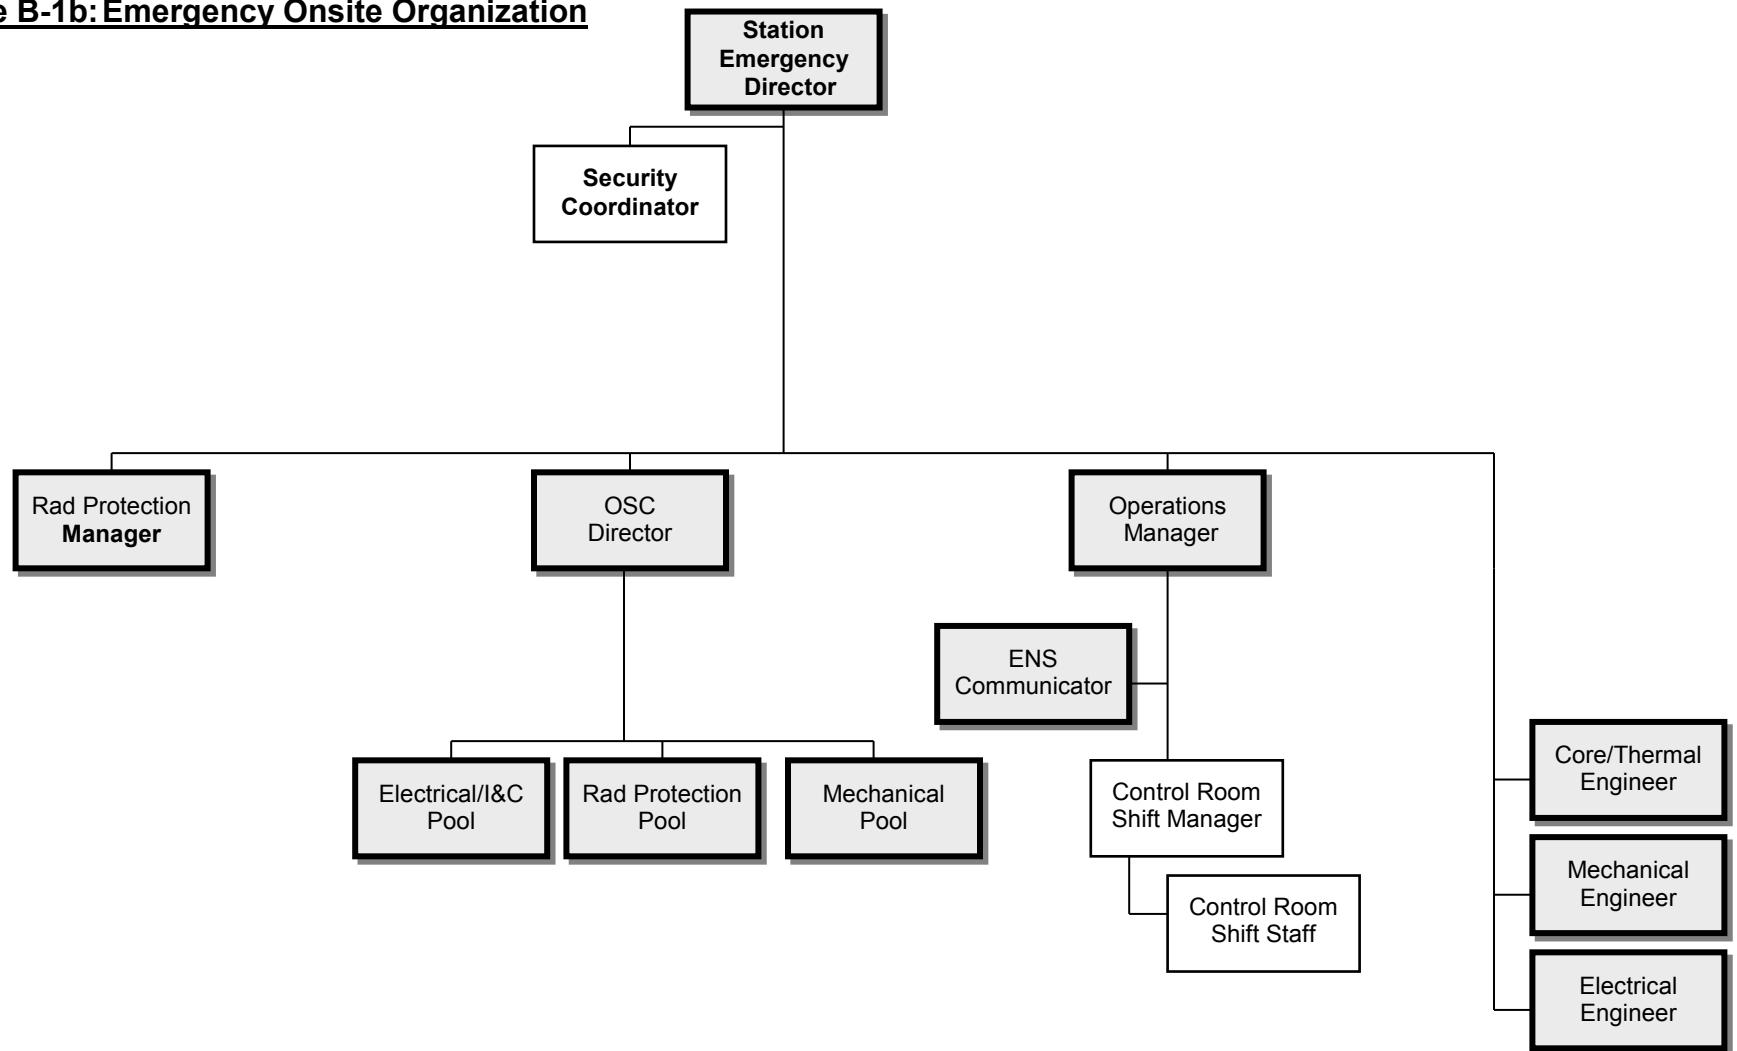 e B-1b: Emergency Onsite Organization
Station
Emergency
Director
Security
Coordinator
Rad Protection
Manager
OSC
Director
Operations
Manager
ENS
Communicator
Electrical/I&C
Pool
Rad Protection
Pool
Mechanical
Pool
Control Room
Shift Manager
Control Room
Shift Staff
Core/Thermal
Engineer
Mechanical
Engineer
Electrical
Engineer